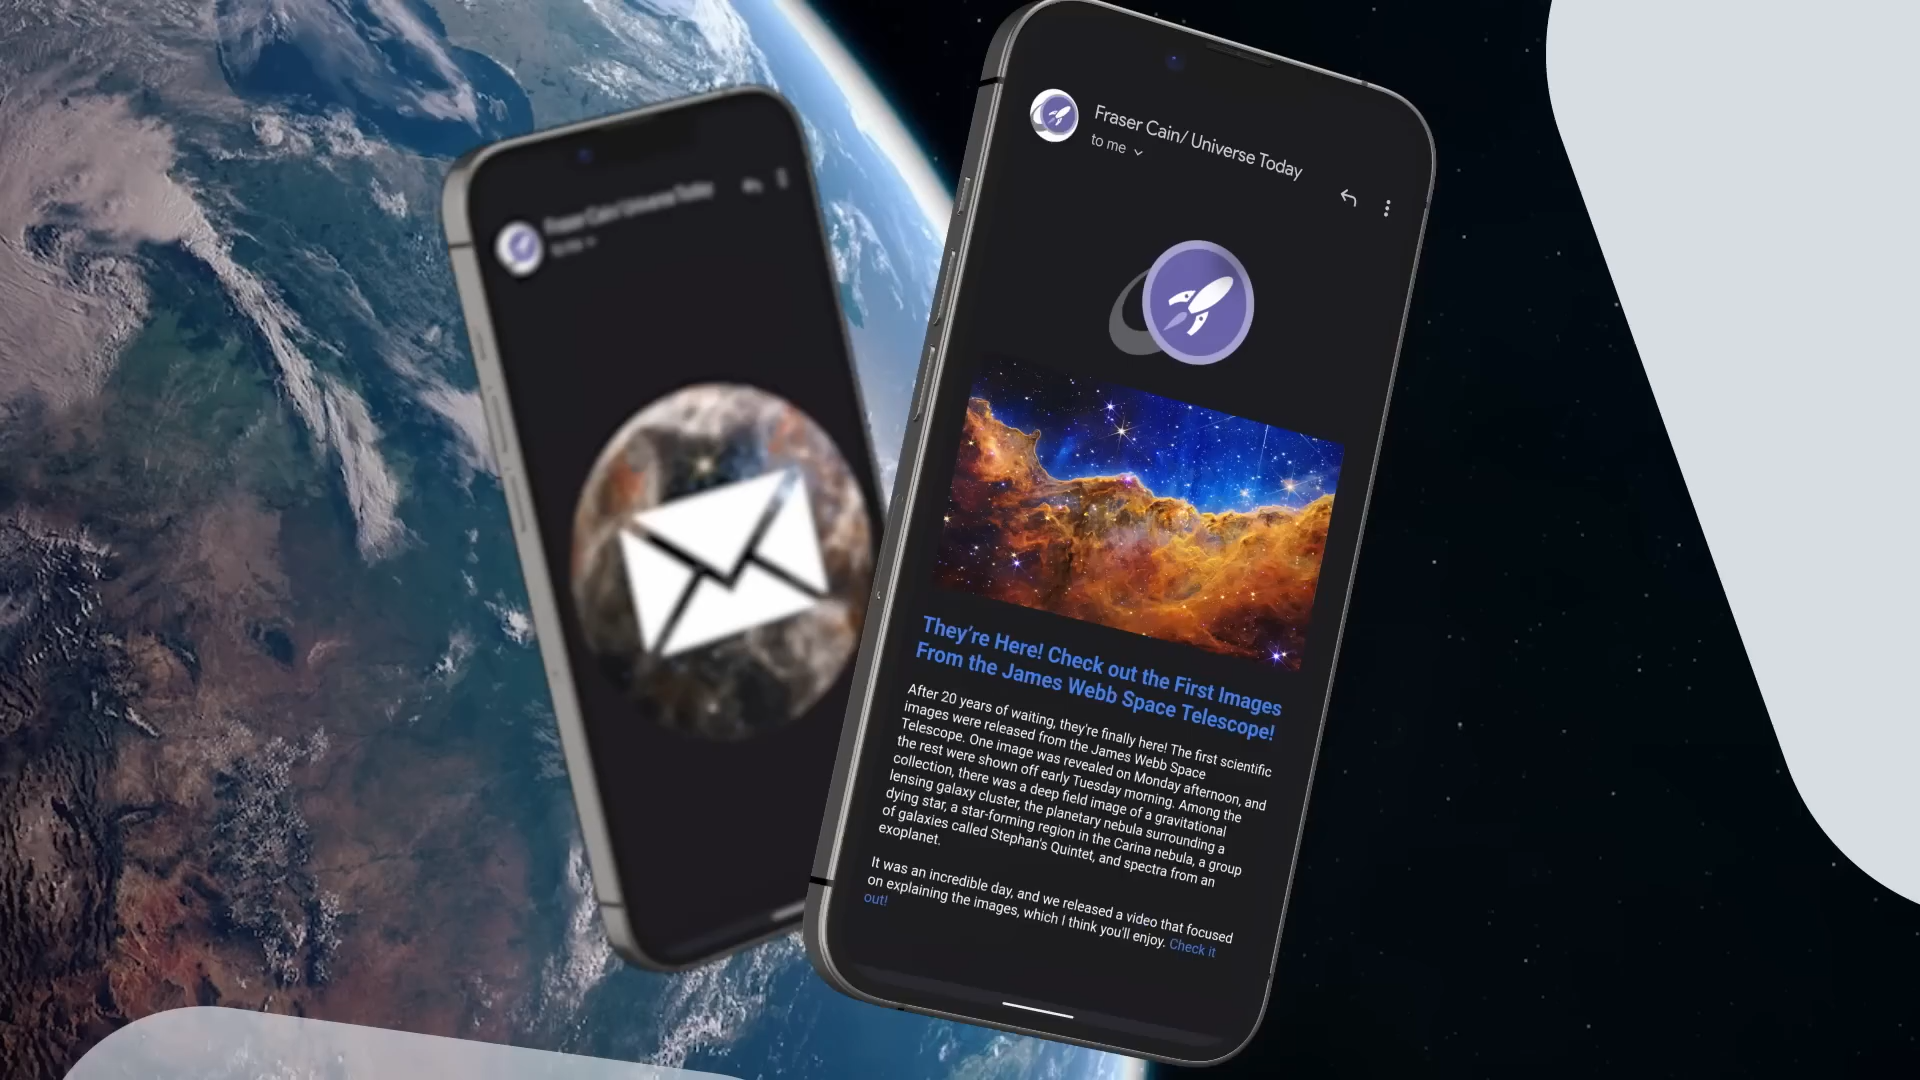 Fraser Cain/ Universe Today
to me
Fraser Cain/ Universe Today
to me
They're Here! Check out the First Images
From the James Webb Space Telescope!
After 20 years of waiting, they're finally here! The first scientific
images were released from the James Webb Space
Telescope. One image was revealed on Monday afternoon, and
the rest were shown off early Tuesday morning. Among the
collection, there was a deep field image of a gravitational
lensing galaxy cluster, the planetary nebula surrounding a
dying star, a star-forming region in the Carina nebula, a group
of galaxies called Stephan's Quintet, and spectra from an
exoplanet.
It was an incredible day, and we released a video that focused
on explaining the images, which I think you'll enjoy. Check it
out!